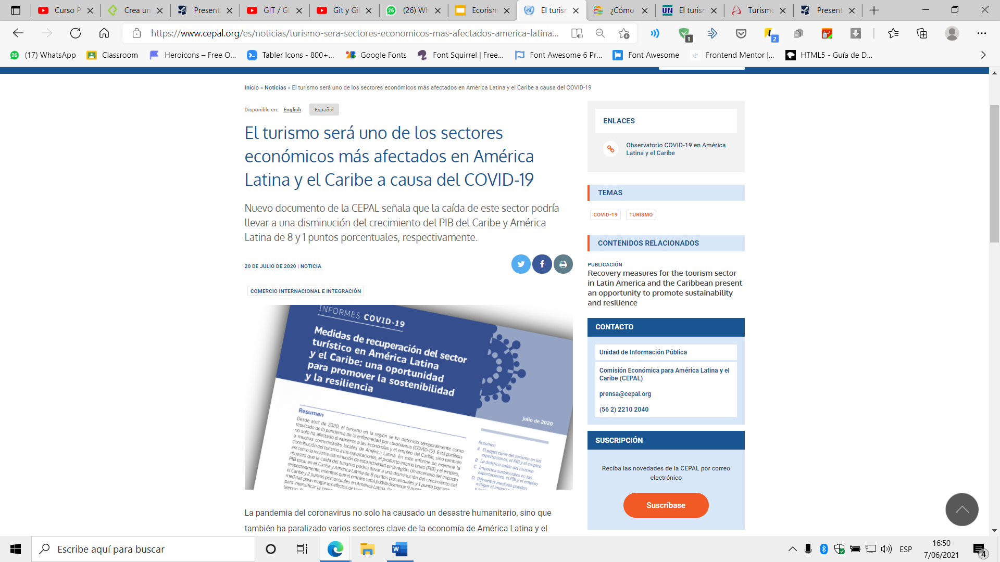 Curso P
Crea un
Present
GIT / GI
Git y Gi
(26) Wh
Ecorism
El turism
¿Cómo
El turism
Turismo
Present
https://www.cepal.org/es/noticias/turismo-sera-sectores-economicos-mas-afectados-america-latina...
1
2
(17) WhatsApp
Classroom
Heroicons – Free O...
Tabler Icons - 800+...
Google Fonts
Font Squirrel | Free...
Font Awesome 6 Pr...
Font Awesome
Frontend Mentor |...
HTML5 - Guía de D...
Inicio » Noticias » El turismo será uno de los sectores económicos más afectados en América Latina y el Caribe a causa del COVID-19
Disponible en: English Español
El turismo será uno de los sectores
económicos más afectados en América
Latina y el Caribe a causa del COVID-19
Nuevo documento de la CEPAL señala que la caída de este sector podría
llevar a una disminución del crecimiento del PIB del Caribe y América
Latina de 8 y 1 puntos porcentuales, respectivamente.
20 DE JULIO DE 2020 | NOTICIA
COMERCIO INTERNACIONAL E INTEGRACIÓN
INFORMES COVID-19
Medidas de recuperación del sector
turístico en América Latina
y el Caribe: una oportunidad
para promover la sostenibilidad
y la resiliencia
julio de 2020
Resumen
Desde abril de 2020, el turismo en la región se ha detenido temporalmente como
resultado de la pandemia de la enfermedad por coronavirus (COVID-19). Esta parálisis
no solo ha afectado duramente a las economías y el empleo del Caribe, sino también
a muchas comunidades locales de América Latina. En este informe se examina la
contribución del turismo a las exportaciones, el producto interno bruto (PIB) y el empleo,
así como la reciente disminución de esta actividad en la región. Un escenario del impacto
muestra que la caída del turismo podría llevar a una disminución del crecimiento del
PIB total en el Caribe y América Latina de 8 puntos porcentuales y 1 punto porcentual,
respectivamente, mientras que el empleo total podría disminuir 9 puntos
el Caribe y 2 puntos porcentuales en América Latina.
medidas para mitigar los efectos de la
para intensificar la
Resumen
A. El papel clave del turismo en las
exportaciones, el PIB y el empleo
B. La drástica caída del turismo
C. Impactos sustanciales en las
exportaciones, el PIB y el empleo
D. Diferentes medidas pueden
mitigar el impacto
La pandemia del coronavirus no solo ha causado un desastre humanitario, sino que
también ha paralizado varios sectores clave de la economía de América Latina y el
ENLACES
Observatorio COVID-19 en América
Latina y el Caribe
TEMAS
COVID-19 TURISMO
CONTENIDOS RELACIONADOS
PUBLICACIÓN
Recovery measures for the tourism sector
in Latin America and the Caribbean present
an opportunity to promote sustainability
and resilience
CONTACTO
Unidad de Información Pública
Comisión Económica para América Latina y el
Caribe (CEPAL)
prensa@cepal.org
(56 2) 2210 2040
SUSCRIPCIÓN
Reciba las novedades de la CEPAL por correo
electrónico
Suscríbase
Escribe aquí para buscar
ESP
16:50
7/06/2021
4